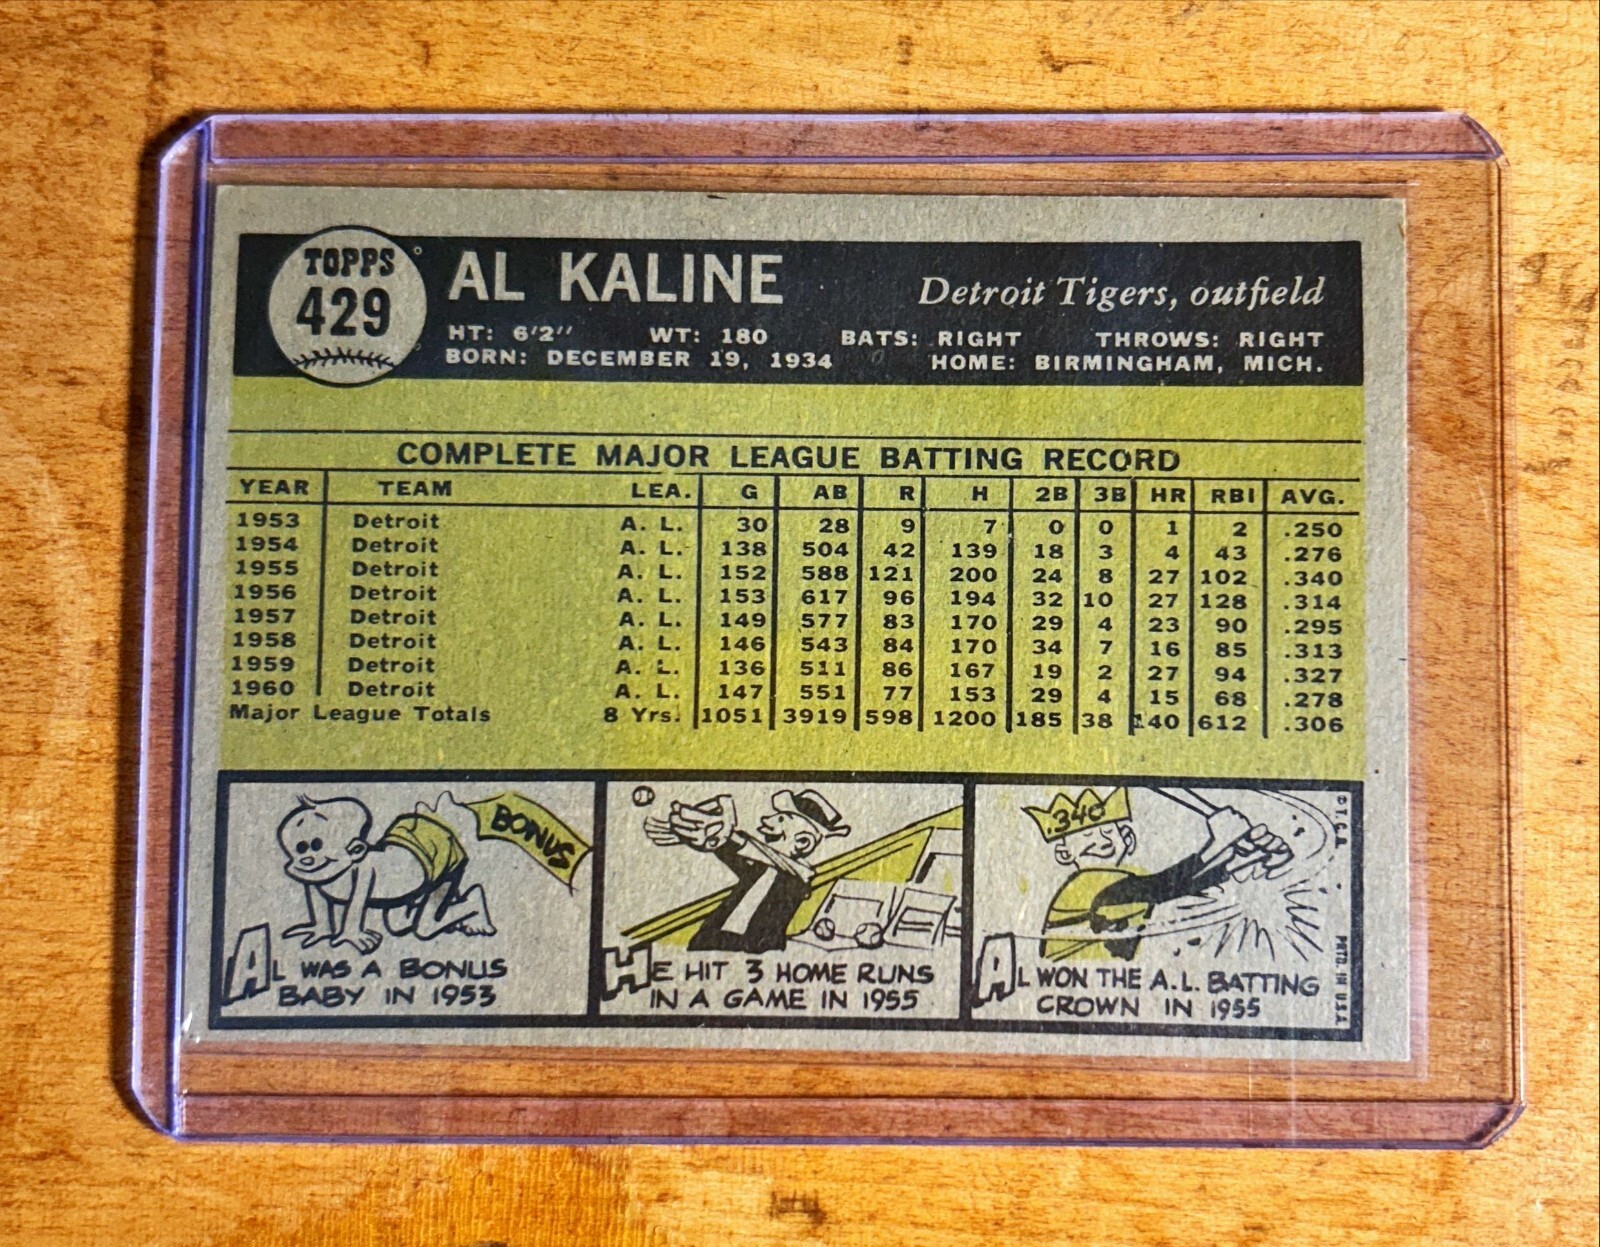 TOPPS
429
AL KALINE
Detroit Tigers, outfield
HT: 6'2" WT: 180 BATS: RIGHT THROWS: RIGHT
BORN: DECEMBER 19, 1934 HOME: BIRMINGHAM, MICH.
COMPLETE MAJOR LEAGUE BATTING RECORD
YEAR TEAM LEA. G AB R H 2B 3B HR RBI AVG.
1953 Detroit A. L. 30 28 9 7 0 0 1 2 .250
1954 Detroit A. L. 138 504 42 139 18 3 4 43 .276
1955 Detroit A. L. 152 588 121 200 24 8 27 102 .340
1956 Detroit A. L. 153 617 96 194 32 10 27 128 .314
1957 Detroit A. L. 149 577 83 170 29 4 23 90 .295
1958 Detroit A. L. 146 543 84 170 34 7 16 85 .313
1959 Detroit A. L. 136 511 86 167 19 2 27 94 .327
1960 Detroit A. L. 147 551 77 153 29 4 15 68 .278
Major League Totals 8 Yrs. 1051 3919 598 1200 185 38 140 612 .306
BONUS
AL WAS A BONUS
BABY IN 1953
HE HIT 3 HOME RUNS
IN A GAME IN 1955
.340
AL WON THE A.L. BATTING
CROWN IN 1955
© T.C.G.
PRTD. IN U.S.A.